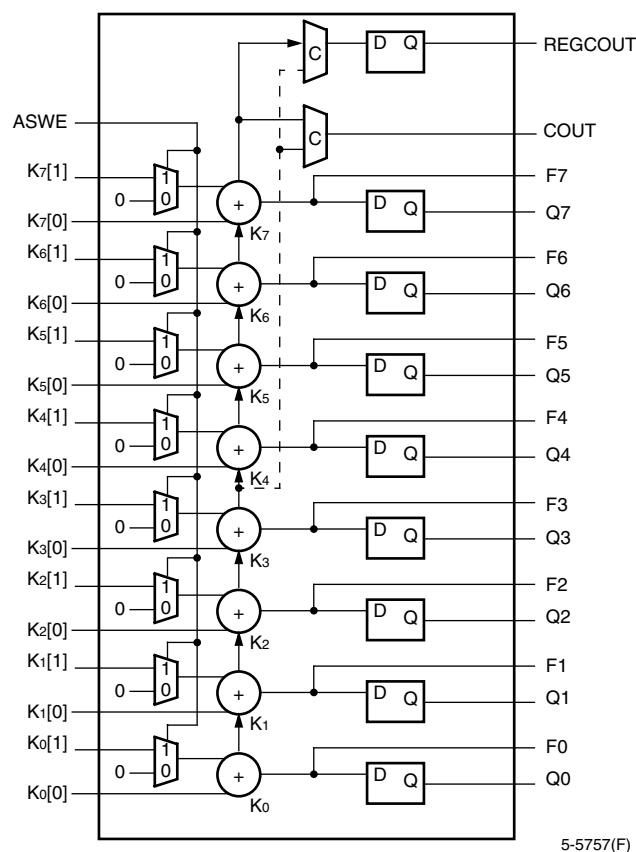 D Q REGCOUT
C
ASWE
C COUT
K7[1] 1 F7
0 0 + D Q Q7
K7[0] K7
K6[1] 1 F6
0 0 + D Q Q6
K6[0] K6
K5[1] 1 F5
0 0 + D Q Q5
K5[0] K5
K4[1] 1 F4
0 0 + D Q Q4
K4[0] K4
K3[1] 1 F3
0 0 + D Q Q3
K3[0] K3
K2[1] 1 F2
0 0 + D Q Q2
K2[0] K2
K1[1] 1 F1
0 0 + D Q Q1
K1[0] K1
K0[1] 1 F0
0 0 + D Q Q0
K0[0] K0
5-5757(F)